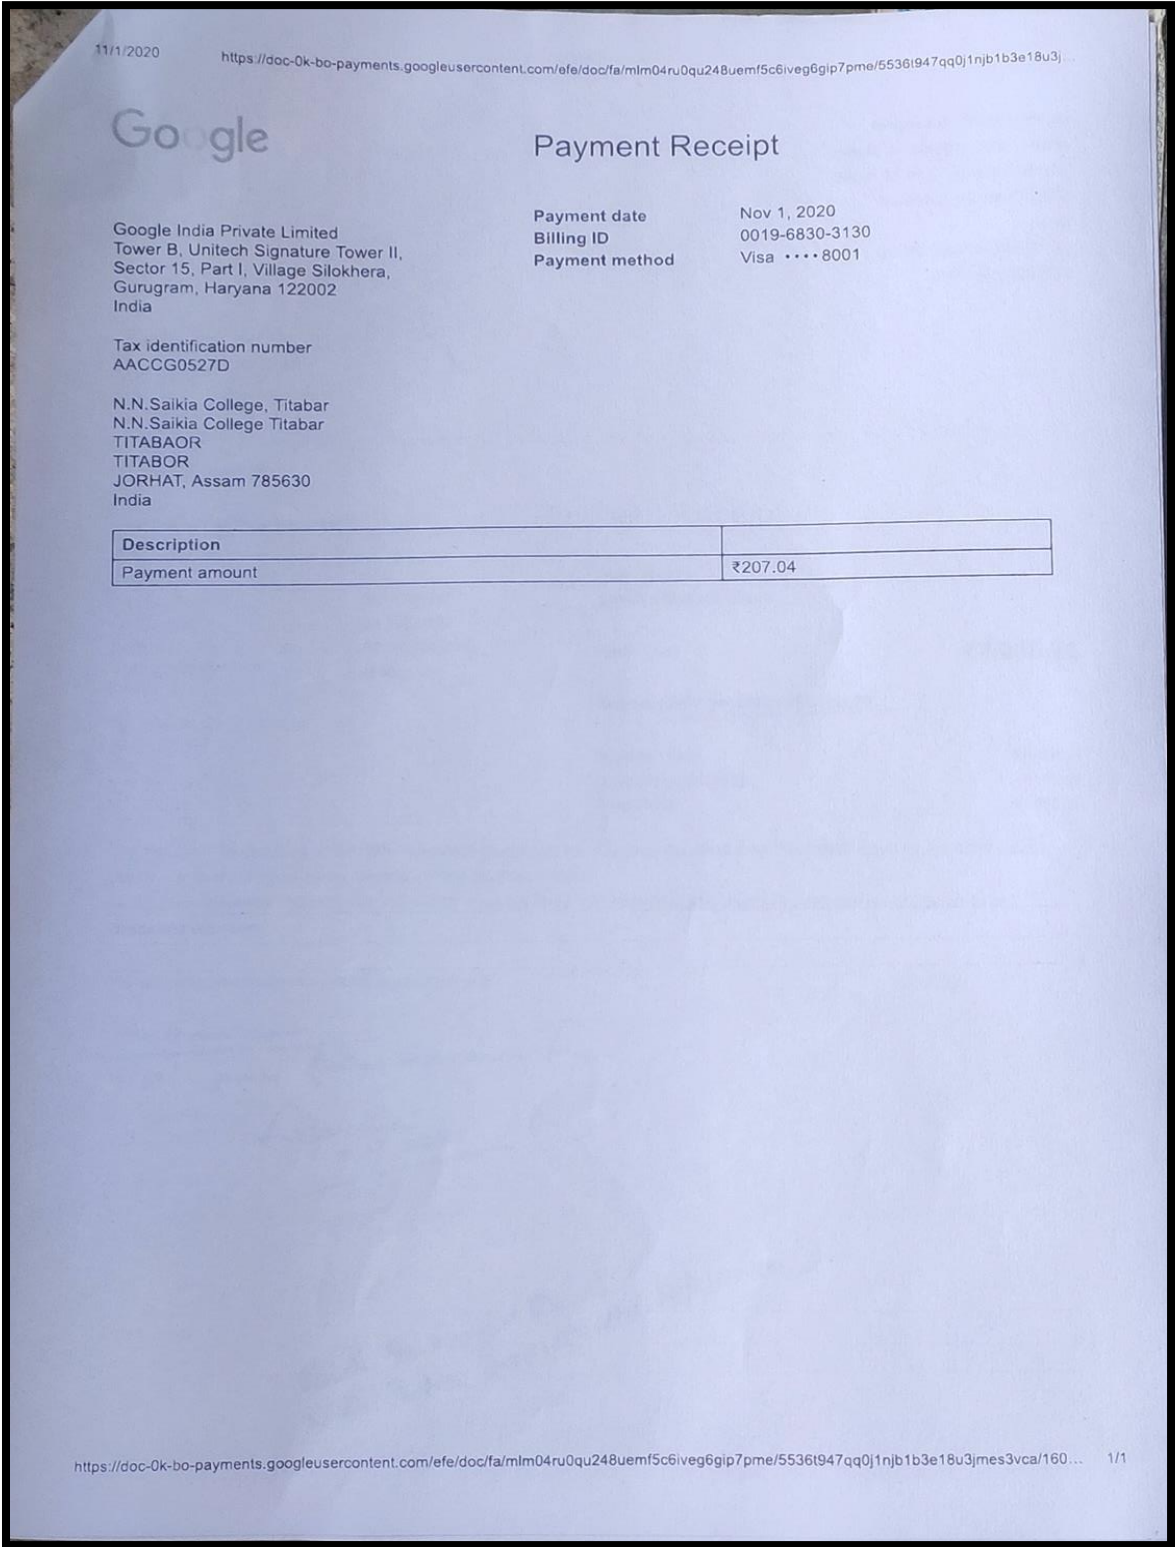 11/1/2020
https://doc-0k-bo-payments.googleusercontent.com/efe/doc/fa/mlm04ru0qu248uemf5c6iveg6gip7pme/5536t947qq0j1njb1b3e18u3j...
Google
Payment Receipt
Payment date Nov 1, 2020
Billing ID 0019-6830-3130
Payment method Visa ····8001
Google India Private Limited
Tower B, Unitech Signature Tower II,
Sector 15, Part I, Village Silokhera,
Gurugram, Haryana 122002
India
Tax identification number
AACCG0527D
N.N.Saikia College, Titabar
N.N.Saikia College Titabar
TITABAOR
TITABOR
JORHAT, Assam 785630
India
Description
Payment amount ₹207.04
https://doc-0k-bo-payments.googleusercontent.com/efe/doc/fa/mlm04ru0qu248uemf5c6iveg6gip7pme/5536t947qq0j1njb1b3e18u3jmes3vca/160... 1/1